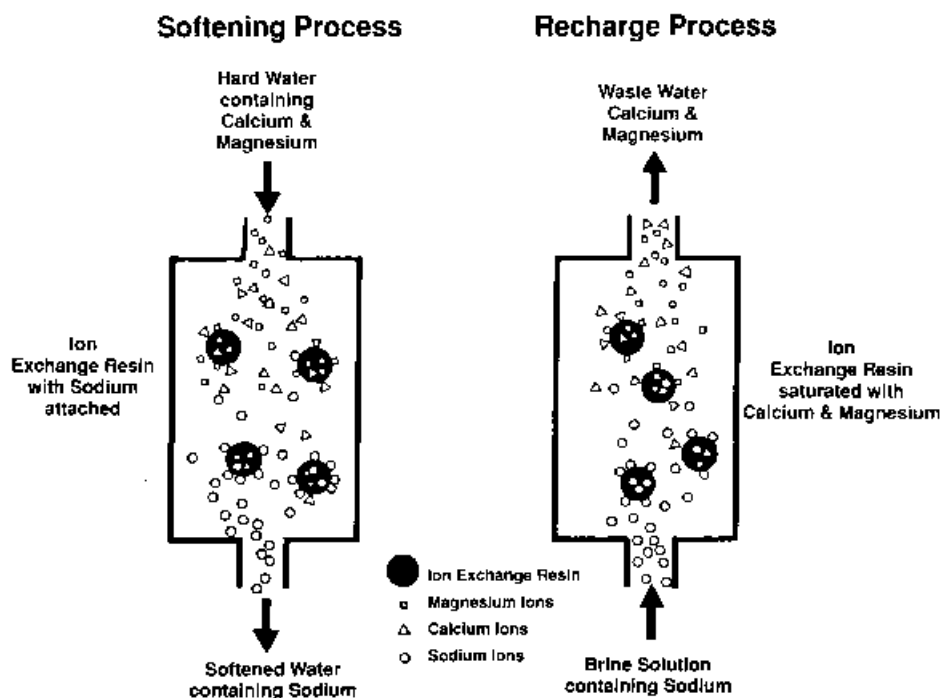 Softening Process
Hard Water
containing
Calcium &
Magnesium
Ion
Exchange Resin
with Sodium
attached
Softened Water
containing Sodium
Ion Exchange Resin
Magnesium Ions
Calcium Ions
Sodium Ions
Recharge Process
Waste Water
Calcium &
Magnesium
Ion
Exchange Resin
saturated with
Calcium & Magnesium
Brine Solution
containing Sodium